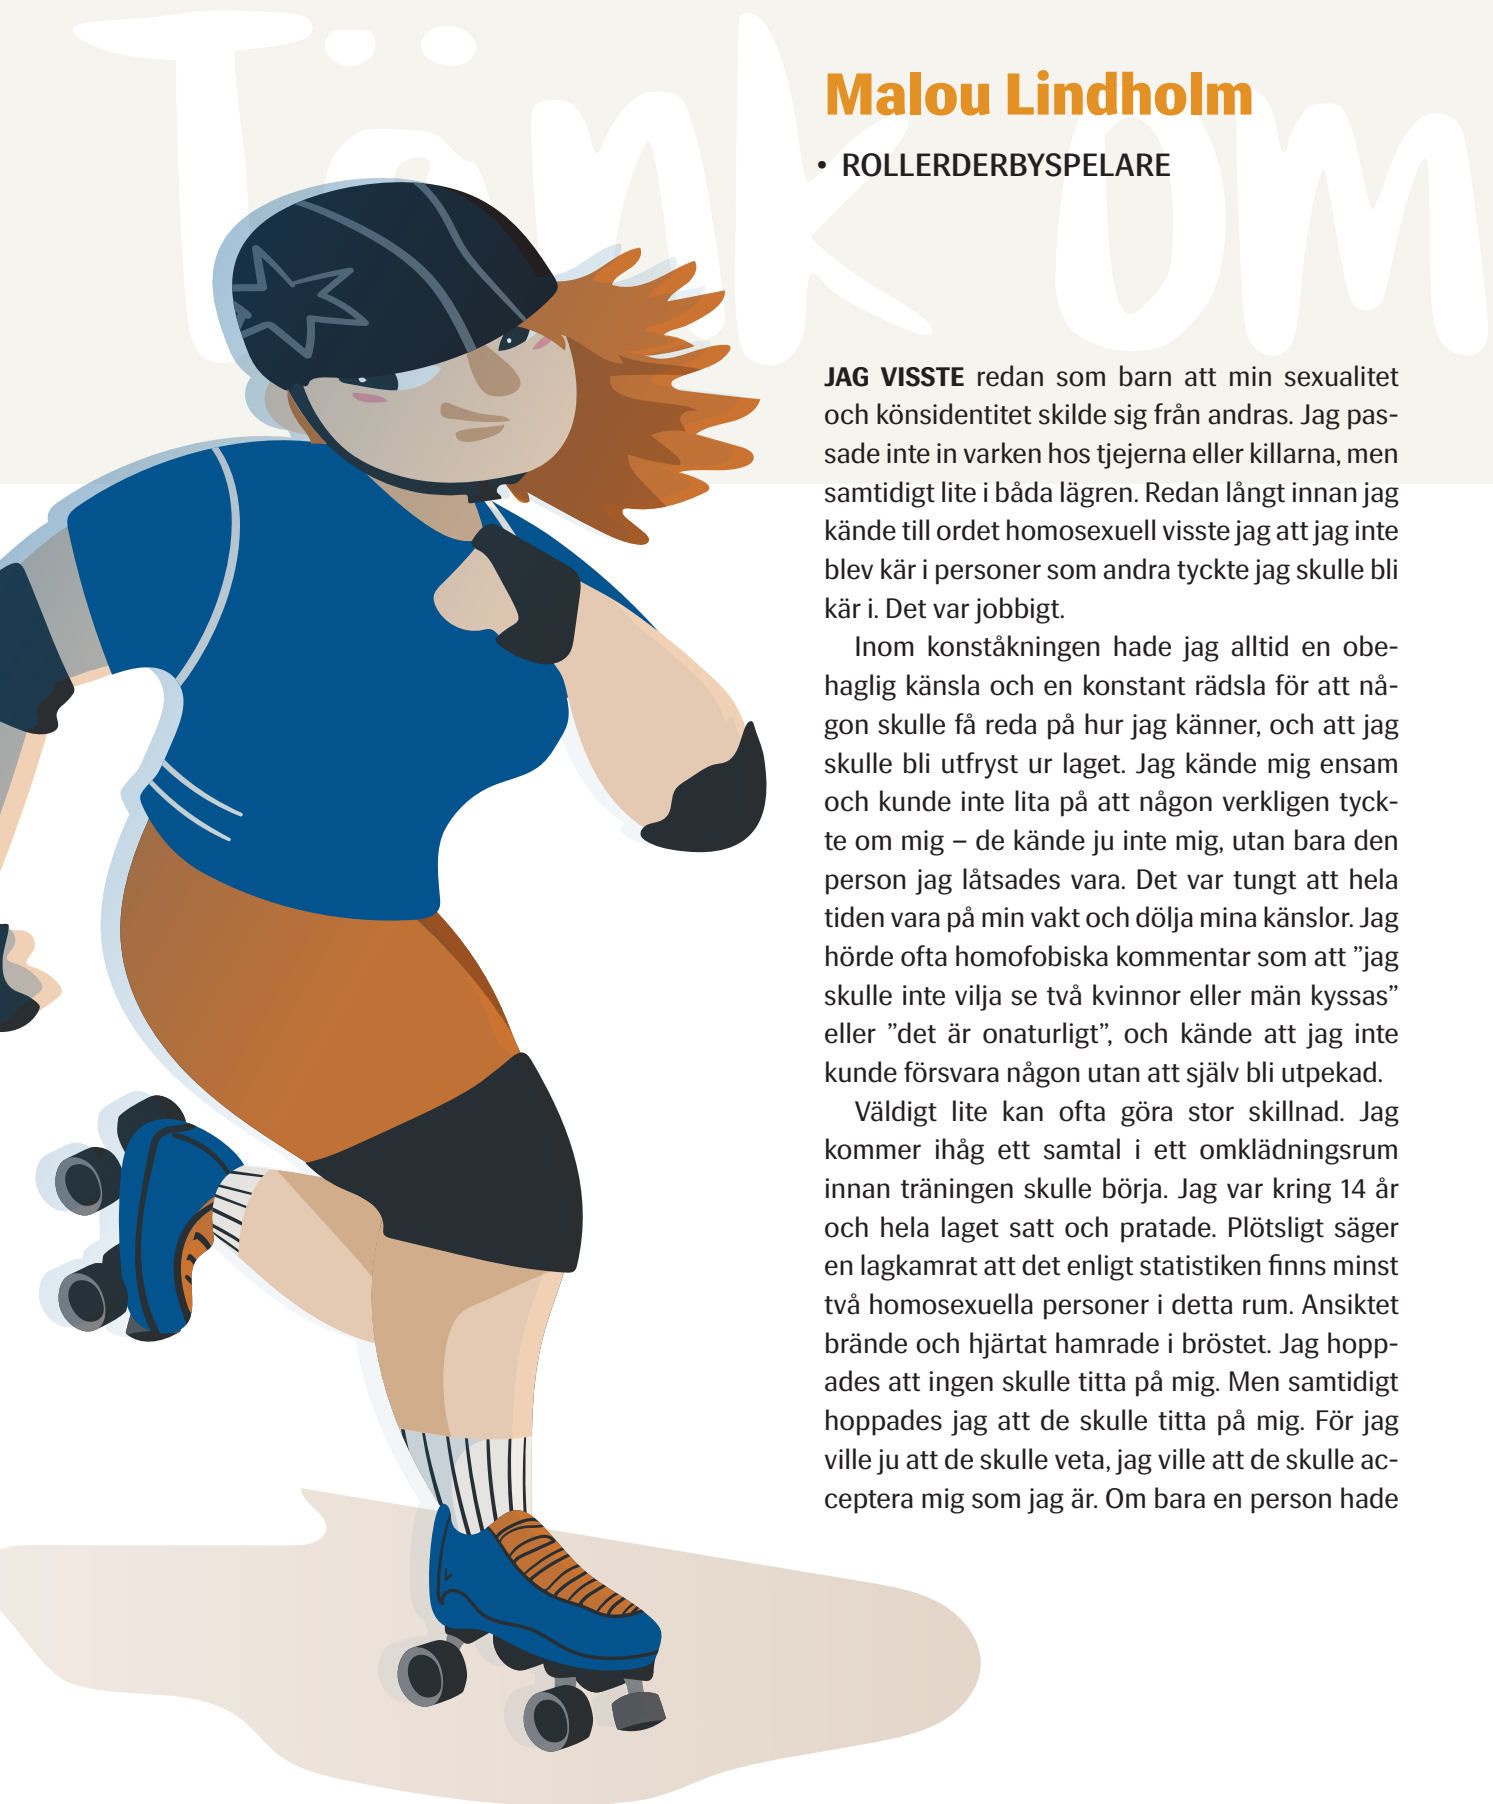 Tänk om
Malou Lindholm
• ROLLERDERBYSPELARE
JAG VISSTE redan som barn att min sexualitet
och könsidentitet skilde sig från andras. Jag pas-
sade inte in varken hos tjejerna eller killarna, men
samtidigt lite i båda lägren. Redan långt innan jag
kände till ordet homosexuell visste jag att jag inte
blev kär i personer som andra tyckte jag skulle bli
kär i. Det var jobbigt.
Inom konståkningen hade jag alltid en obe-
haglig känsla och en konstant rädsla för att nå-
gon skulle få reda på hur jag känner, och att jag
skulle bli utfryst ur laget. Jag kände mig ensam
och kunde inte lita på att någon verkligen tyck-
te om mig – de kände ju inte mig, utan bara den
person jag låtsades vara. Det var tungt att hela
tiden vara på min vakt och dölja mina känslor. Jag
hörde ofta homofobiska kommentar som att ”jag
skulle inte vilja se två kvinnor eller män kyssas”
eller ”det är onaturligt”, och kände att jag inte
kunde försvara någon utan att själv bli utpekad.
Väldigt lite kan ofta göra stor skillnad. Jag
kommer ihåg ett samtal i ett omklädningsrum
innan träningen skulle börja. Jag var kring 14 år
och hela laget satt och pratade. Plötsligt säger
en lagkamrat att det enligt statistiken finns minst
två homosexuella personer i detta rum. Ansiktet
brände och hjärtat hamrade i bröstet. Jag hopp-
ades att ingen skulle titta på mig. Men samtidigt
hoppades jag att de skulle titta på mig. För jag
ville ju att de skulle veta, jag ville att de skulle ac-
ceptera mig som jag är. Om bara en person hade